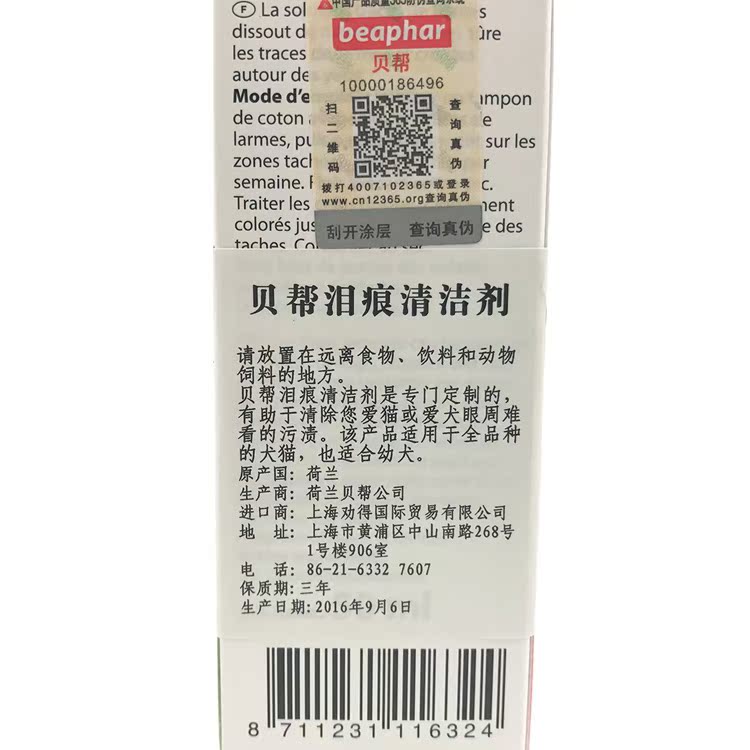 F La sol
dissout d
les traces
autour de
Mode d'e ampon
de coton
larmes, pu sur les
zones tach
semaine.
Traiter les ment
colorés jus e des
taches. Co
中国产品质量365防伪查询系统
beaphar
贝帮
10000186496
扫二维码
查询真伪
拨打4007102365或登录
www.cn12365.org查询真伪
刮开涂层 查询真伪
贝帮泪痕清洁剂
请放置在远离食物、饮料和动物
饲料的地方。
贝帮泪痕清洁剂是专门定制的，
有助于清除您爱猫或爱犬眼周难
看的污渍。该产品适用于全品种
的犬猫，也适合幼犬。
原产国：荷兰
生产商：荷兰贝帮公司
进口商：上海劝得国际贸易有限公司
地 址：上海市黄浦区中山南路268号
1号楼906室
电 话：86-21-6332 7607
保质期：三年
生产日期：2016年9月6日
8 711231 116324